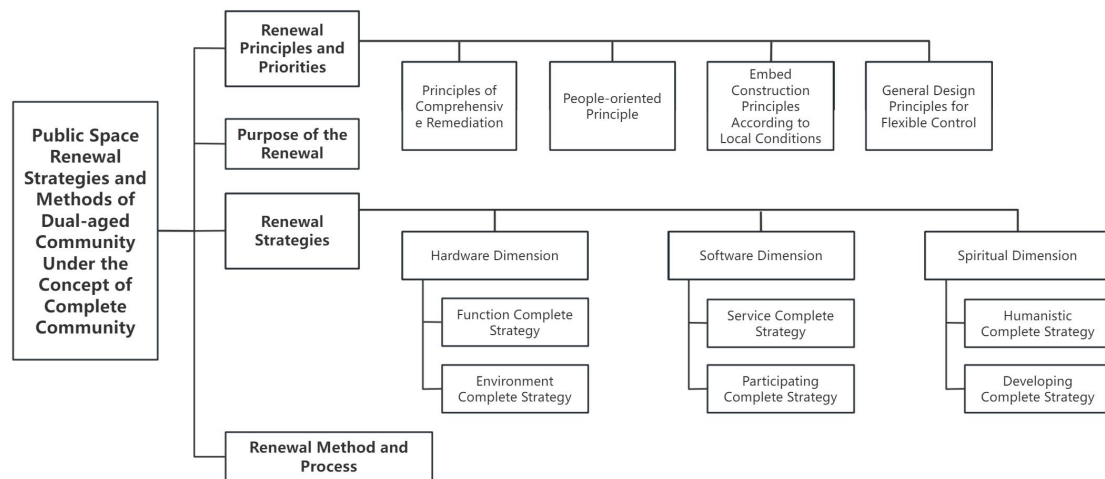 Public Space
Renewal
Strategies and
Methods of
Dual-aged
Community
Under the
Concept of
Complete
Community
Renewal
Principles and
Priorities
Principles of
Comprehensiv
e Remediation
People-oriented
Principle
Embed
Construction
Principles
According to
Local Conditions
General Design
Principles for
Flexible Control
Purpose of the
Renewal
Renewal
Strategies
Hardware Dimension
Function Complete
Strategy
Environment
Complete Strategy
Software Dimension
Service Complete
Strategy
Participating
Complete Strategy
Spiritual Dimension
Humanistic
Complete Strategy
Developing
Complete Strategy
Renewal Method and
Process